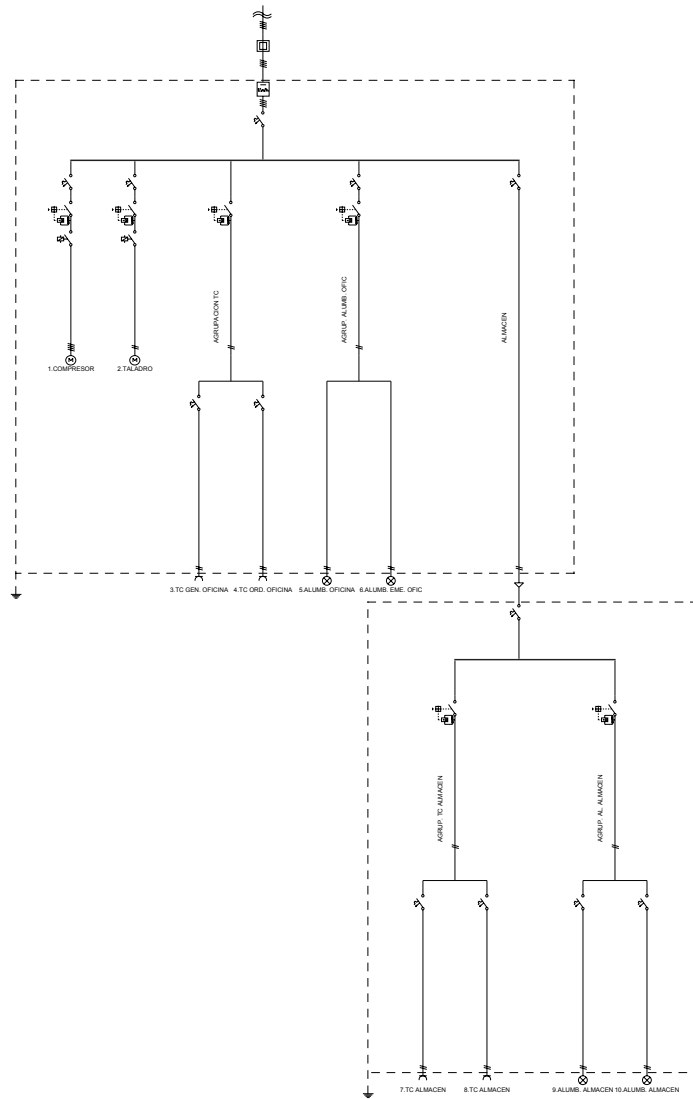 AGRUPACION TC
AGRUP. ALUMB. OFIC
ALMACEN
M
M
1.COMPRESOR
2.TALADRO
3.TC GEN. OFICINA
4.TC ORD. OFICINA
5.ALUMB. OFICINA
6.ALUMB. EME. OFIC
AGRUP. TC ALMACEN
AGRUP. AL. ALMACEN
7.TC ALMACEN
8.TC ALMACEN
9.ALUMB. ALMACEN
10.ALUMB. ALMACEN